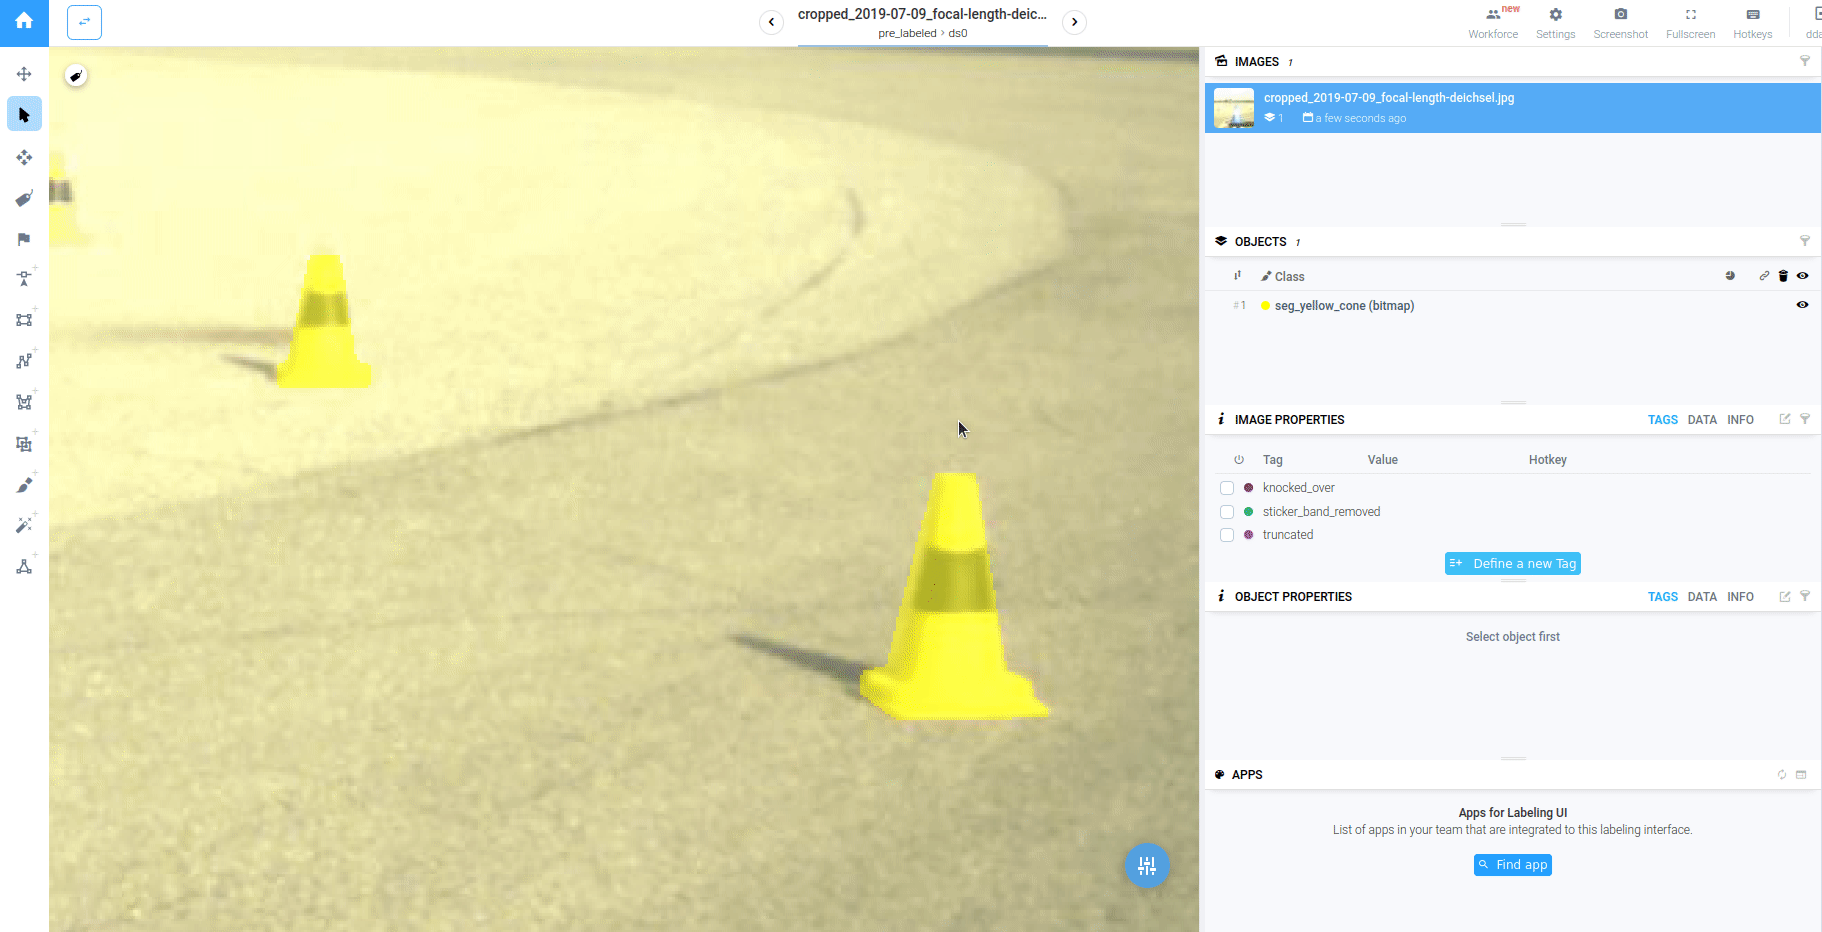 cropped_2019-07-09_focal-length-deic...
pre_labeled > ds0
new
Workforce
Settings
Screenshot
Fullscreen
Hotkeys
dda
IMAGES 1
cropped_2019-07-09_focal-length-deichsel.jpg
1 a few seconds ago
OBJECTS 1
Class
#1 seg_yellow_cone (bitmap)
IMAGE PROPERTIES TAGS DATA INFO
Tag Value Hotkey
knocked_over
sticker_band_removed
truncated
Define a new Tag
OBJECT PROPERTIES TAGS DATA INFO
Select object first
APPS
Apps for Labeling UI
List of apps in your team that are integrated to this labeling interface.
Find app